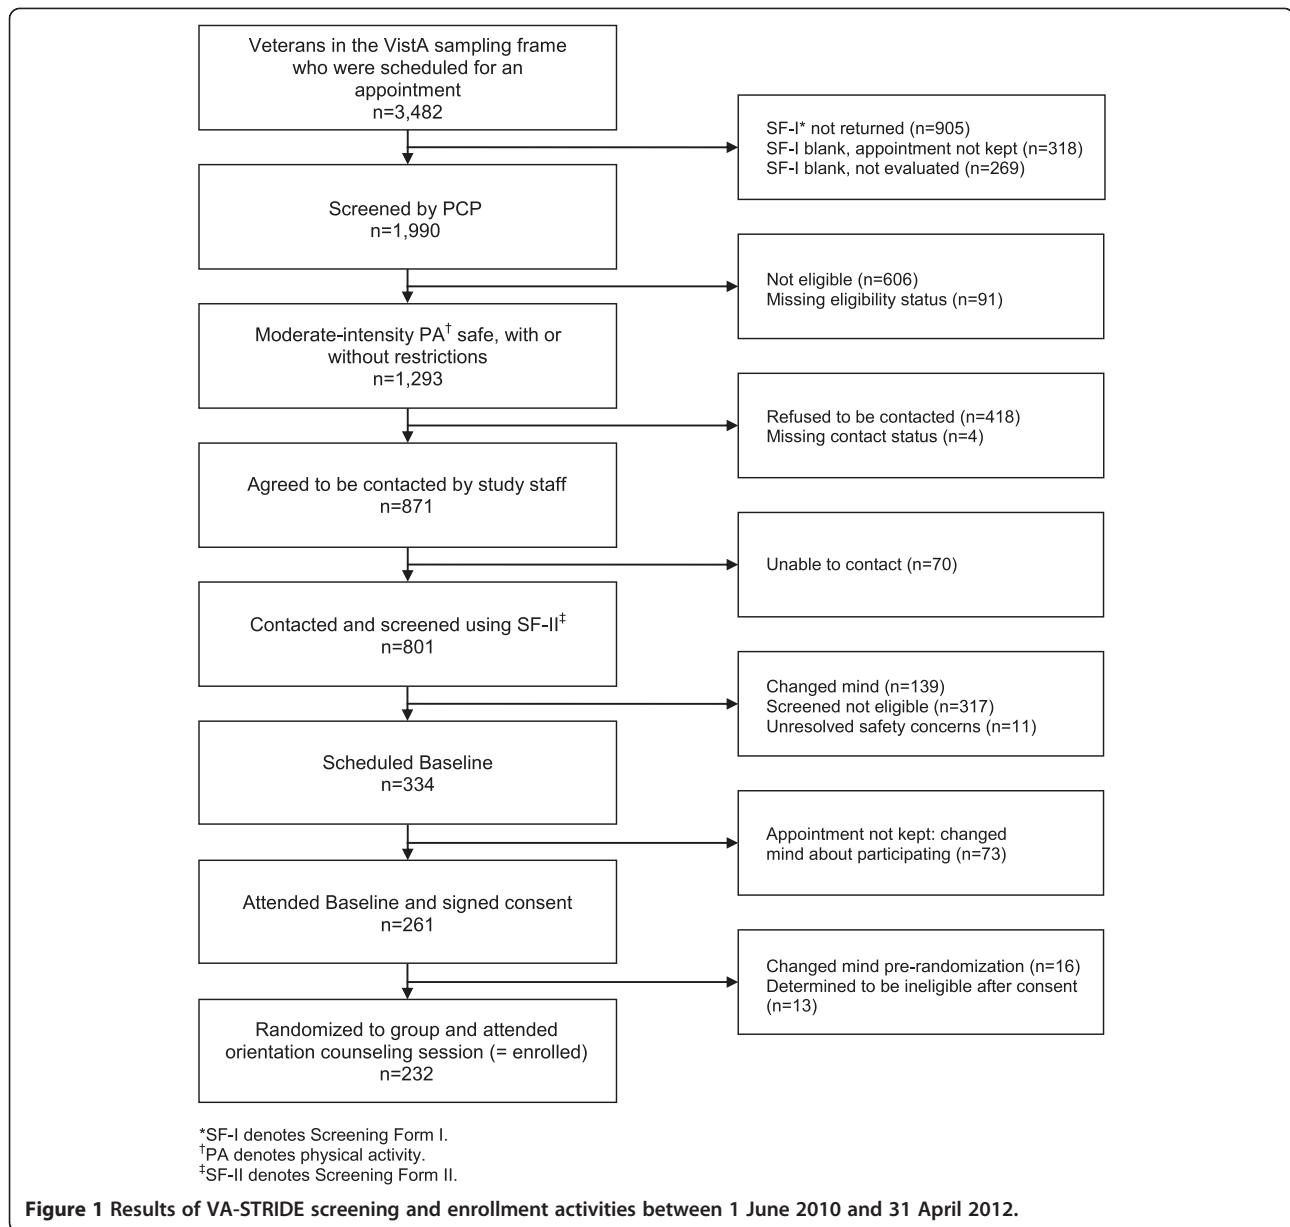 Veterans in the VistA sampling frame
who were scheduled for an
appointment
n=3,482
SF-I* not returned (n=905)
SF-I blank, appointment not kept (n=318)
SF-I blank, not evaluated (n=269)
Screened by PCP
n=1,990
Not eligible (n=606)
Missing eligibility status (n=91)
Moderate-intensity PA† safe, with or
without restrictions
n=1,293
Refused to be contacted (n=418)
Missing contact status (n=4)
Agreed to be contacted by study staff
n=871
Unable to contact (n=70)
Contacted and screened using SF-II‡
n=801
Changed mind (n=139)
Screened not eligible (n=317)
Unresolved safety concerns (n=11)
Scheduled Baseline
n=334
Appointment not kept: changed
mind about participating (n=73)
Attended Baseline and signed consent
n=261
Changed mind pre-randomization (n=16)
Determined to be ineligible after consent
(n=13)
Randomized to group and attended
orientation counseling session (= enrolled)
n=232
*SF-I denotes Screening Form I.
†PA denotes physical activity.
‡SF-II denotes Screening Form II.
Figure 1 Results of VA-STRIDE screening and enrollment activities between 1 June 2010 and 31 April 2012.